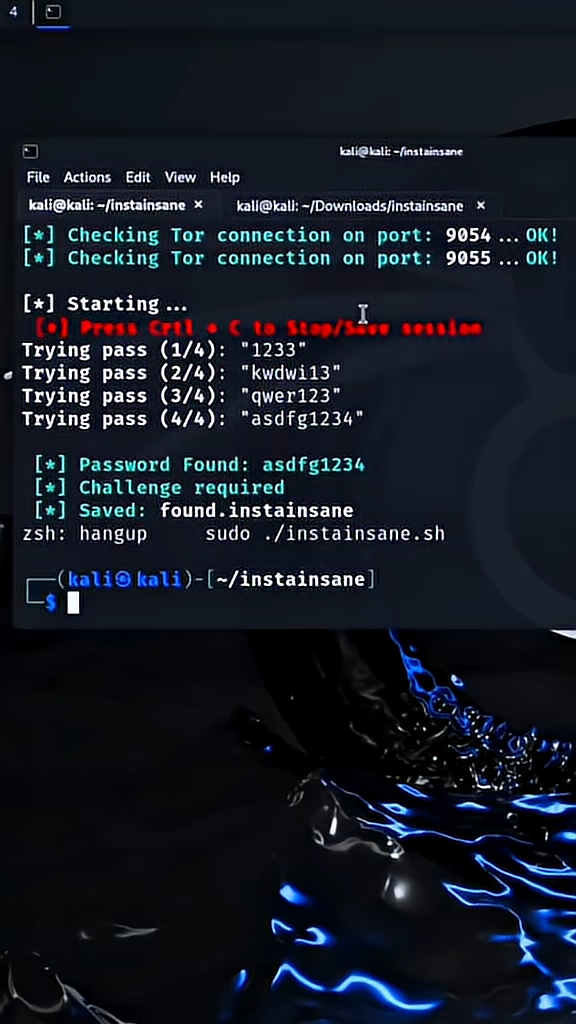 4
kali@kali: ~/instainsane
File Actions Edit View Help
kali@kali: ~/instainsane × kali@kali: ~/Downloads/instainsane ×
[*] Checking Tor connection on port: 9054 ... OK!
[*] Checking Tor connection on port: 9055 ... OK!
[*] Starting ...
[*] Press Crtl + C to Stop/Save session
Trying pass (1/4): "1233"
Trying pass (2/4): "kwdwi13"
Trying pass (3/4): "qwer123"
Trying pass (4/4): "asdfg1234"
[*] Password Found: asdfg1234
[*] Challenge required
[*] Saved: found.instainsane
zsh: hangup sudo ./instainsane.sh
(kali㉿kali)-[~/instainsane]
$